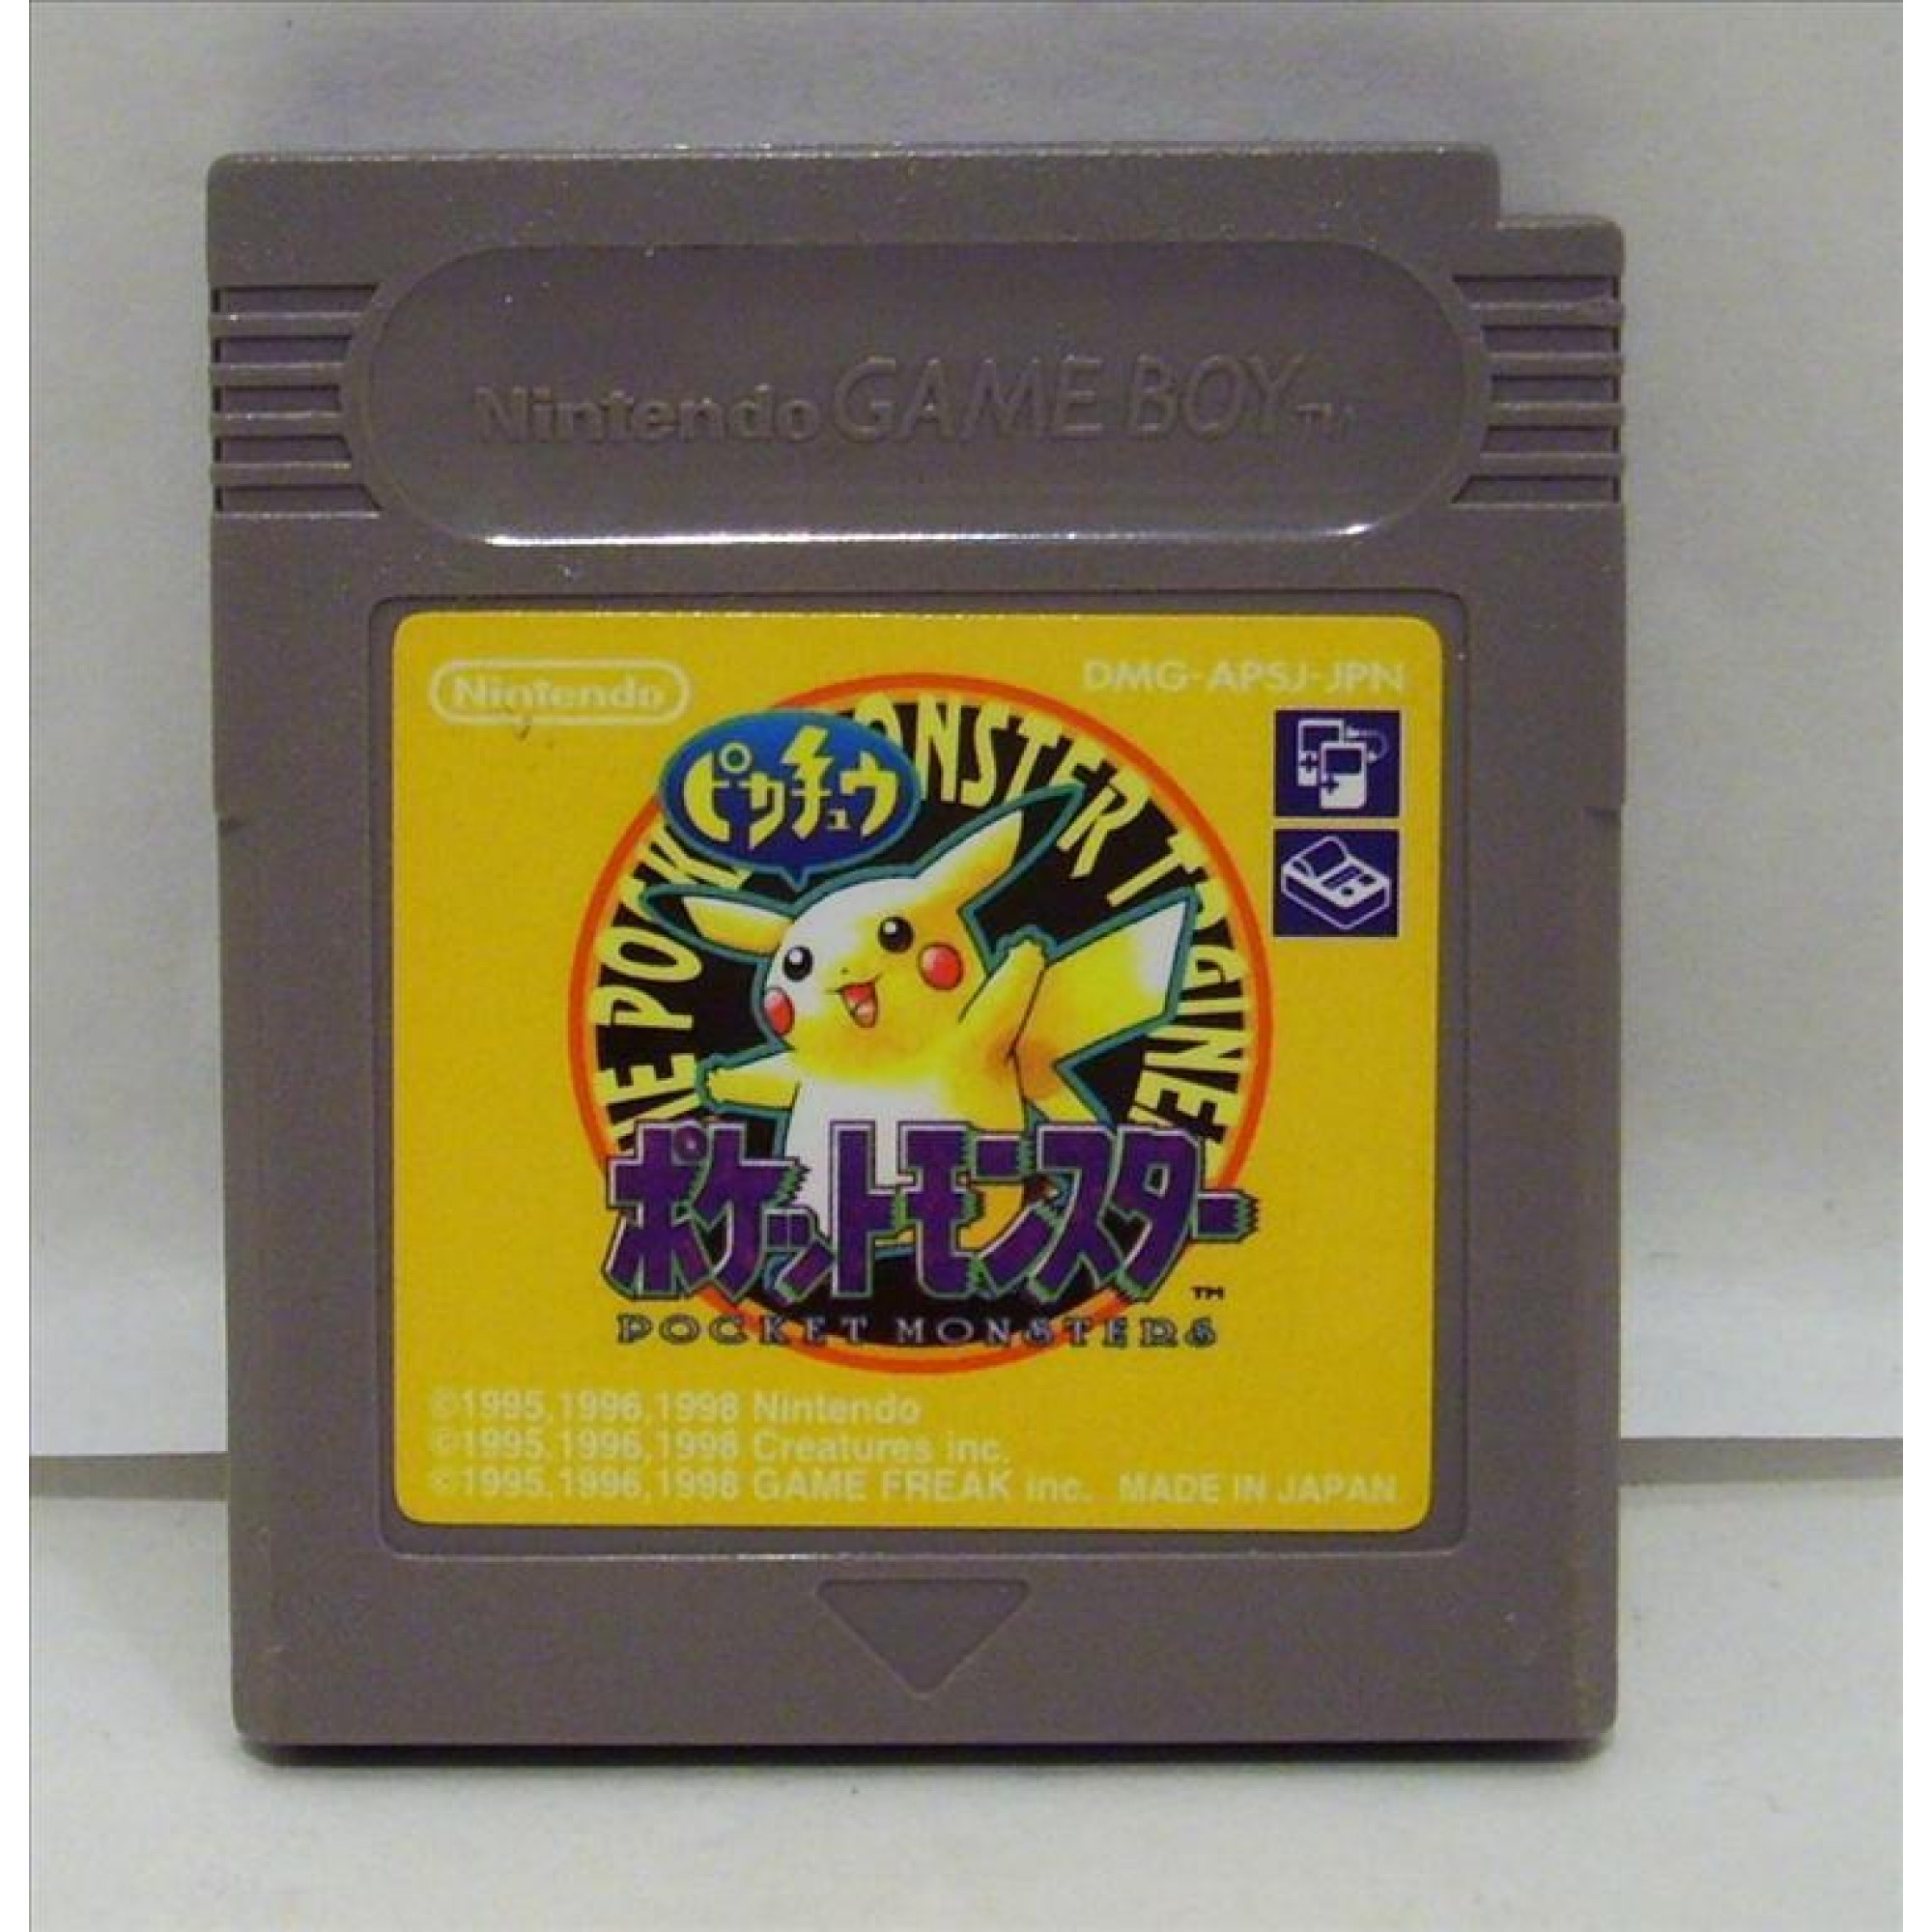 Nintendo GAME BOY™
Nintendo
DMG-APSJ-JPN
ピカチュウ
ポケットモンスター
™
POCKET MONSTERS
©1995,1996,1998 Nintendo
©1995,1996,1998 Creatures inc.
©1995,1996,1998 GAME FREAK inc. MADE IN JAPAN